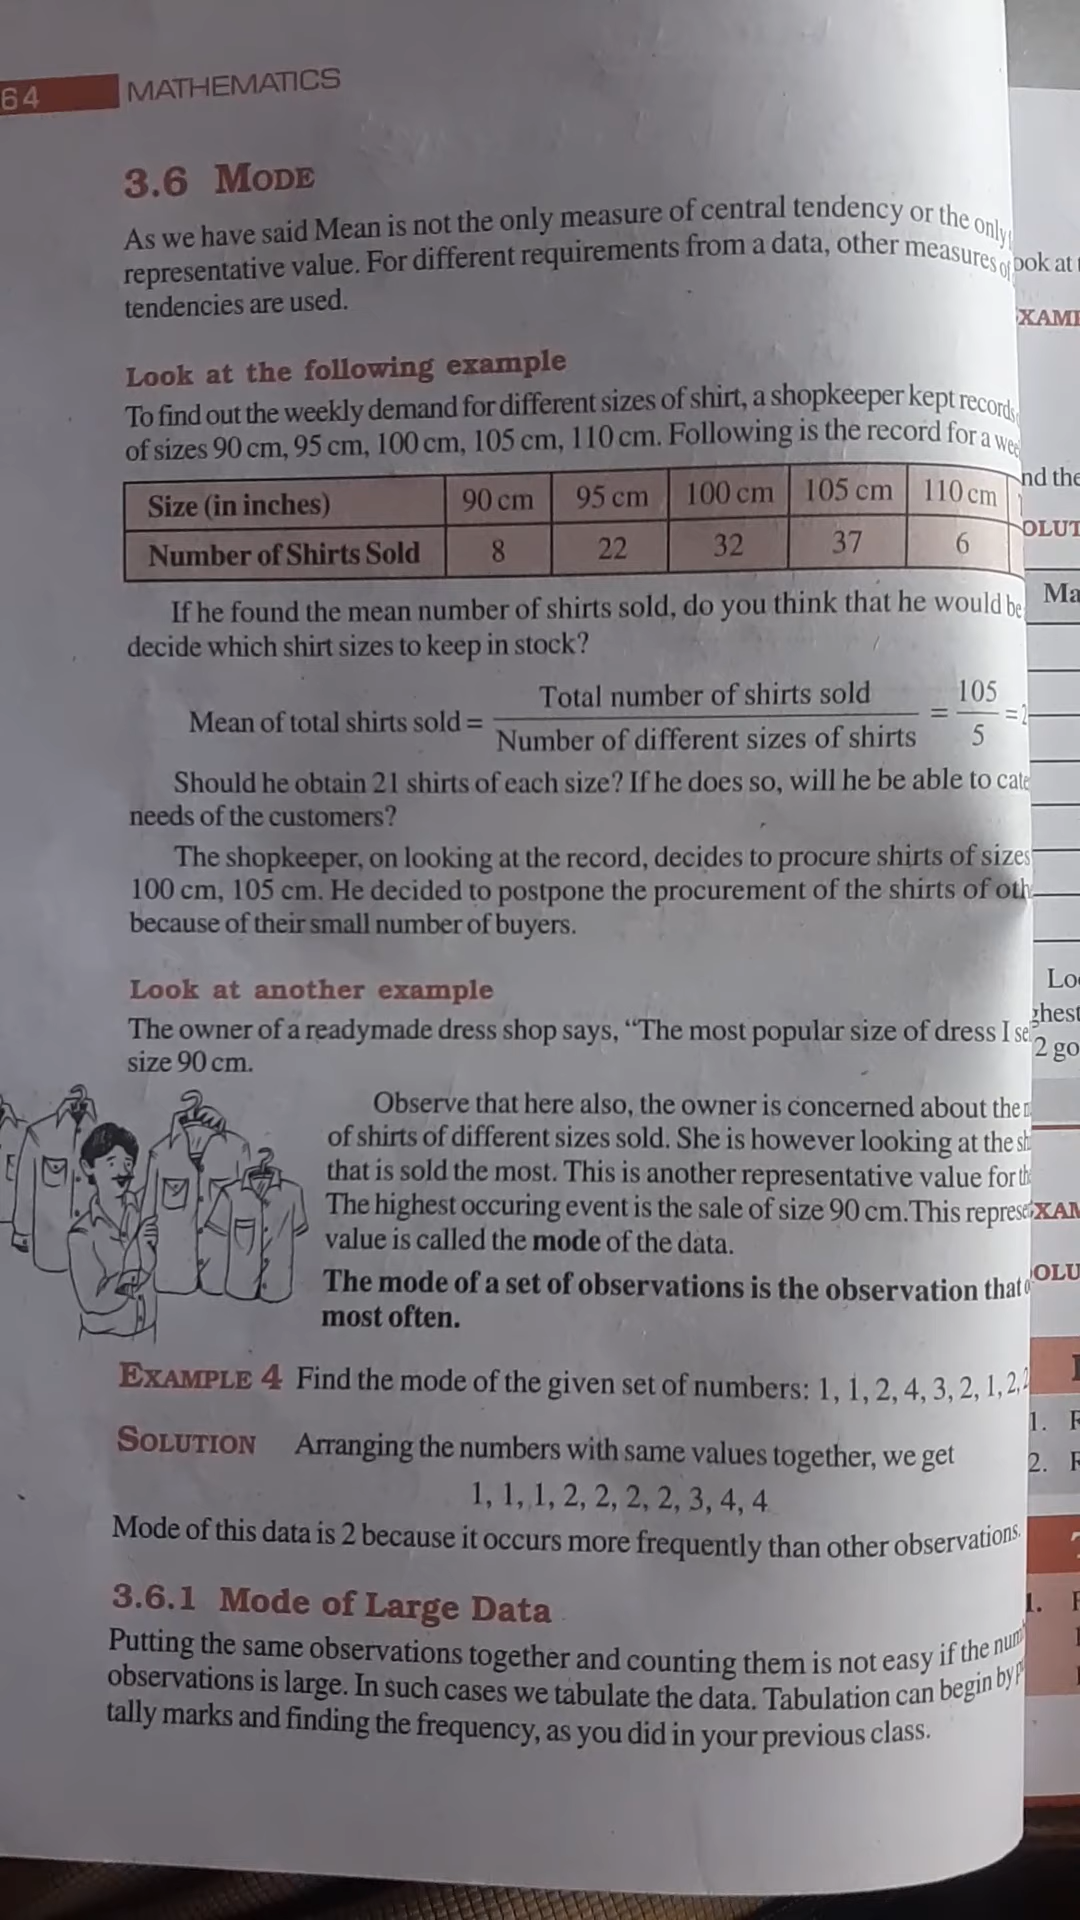 64 MATHEMATICS
3.6 MODE
As we have said Mean is not the only measure of central tendency or the only
representative value. For different requirements from a data, other measures of
tendencies are used.
Look at the following example
To find out the weekly demand for different sizes of shirt, a shopkeeper kept records
of sizes 90 cm, 95 cm, 100 cm, 105 cm, 110 cm. Following is the record for a
Size (in inches) 90 cm 95 cm 100 cm 105 cm 110 cm
Number of Shirts Sold 8 22 32 37 6
If he found the mean number of shirts sold, do you think that he would be
decide which shirt sizes to keep in stock?
Mean of total shirts sold = Total number of shirts sold / Number of different sizes of shirts = 105 / 5 =
Should he obtain 21 shirts of each size? If he does so, will he be able to
needs of the customers?
The shopkeeper, on looking at the record, decides to procure shirts of sizes
100 cm, 105 cm. He decided to postpone the procurement of the shirts of
because of their small number of buyers.
Look at another example
The owner of a readymade dress shop says, “The most popular size of dress I
size 90 cm.
Observe that here also, the owner is concerned about the
of shirts of different sizes sold. She is however looking at the
that is sold the most. This is another representative value for
The highest occuring event is the sale of size 90 cm.This
value is called the mode of the data.
The mode of a set of observations is the observation that
most often.
EXAMPLE 4 Find the mode of the given set of numbers: 1, 1, 2, 4, 3, 2, 1, 2, 2,
SOLUTION Arranging the numbers with same values together, we get
1, 1, 1, 2, 2, 2, 2, 3, 4, 4
Mode of this data is 2 because it occurs more frequently than other observations.
3.6.1 Mode of Large Data
Putting the same observations together and counting them is not easy if the
observations is large. In such cases we tabulate the data. Tabulation can begin by
tally marks and finding the frequency, as you did in your previous class.
at
the
2 go
1.
2.
1.